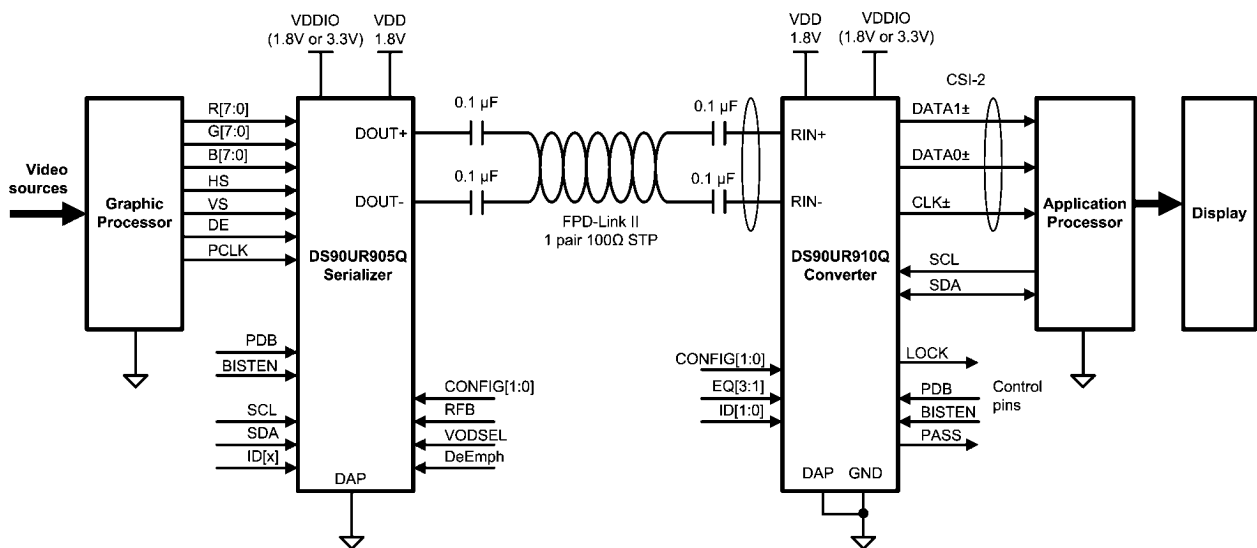 VDDIO
(1.8V or 3.3V)
VDD
1.8V
VDD
1.8V
VDDIO
(1.8V or 3.3V)
CSI-2
Video
sources
Graphic
Processor
R[7:0]
G[7:0]
B[7:0]
HS
VS
DE
PCLK
DOUT+
DOUT-
DS90UR905Q
Serializer
PDB
BISTEN
SCL
SDA
ID[x]
CONFIG[1:0]
RFB
VODSEL
DeEmph
DAP
0.1 µF
0.1 µF
0.1 µF
0.1 µF
FPD-Link II
1 pair 100Ω STP
RIN+
RIN-
DS90UR910Q
Converter
CONFIG[1:0]
EQ[3:1]
ID[1:0]
DAP
GND
DATA1±
DATA0±
CLK±
SCL
SDA
LOCK
PDB
BISTEN
PASS
Control
pins
Application
Processor
Display